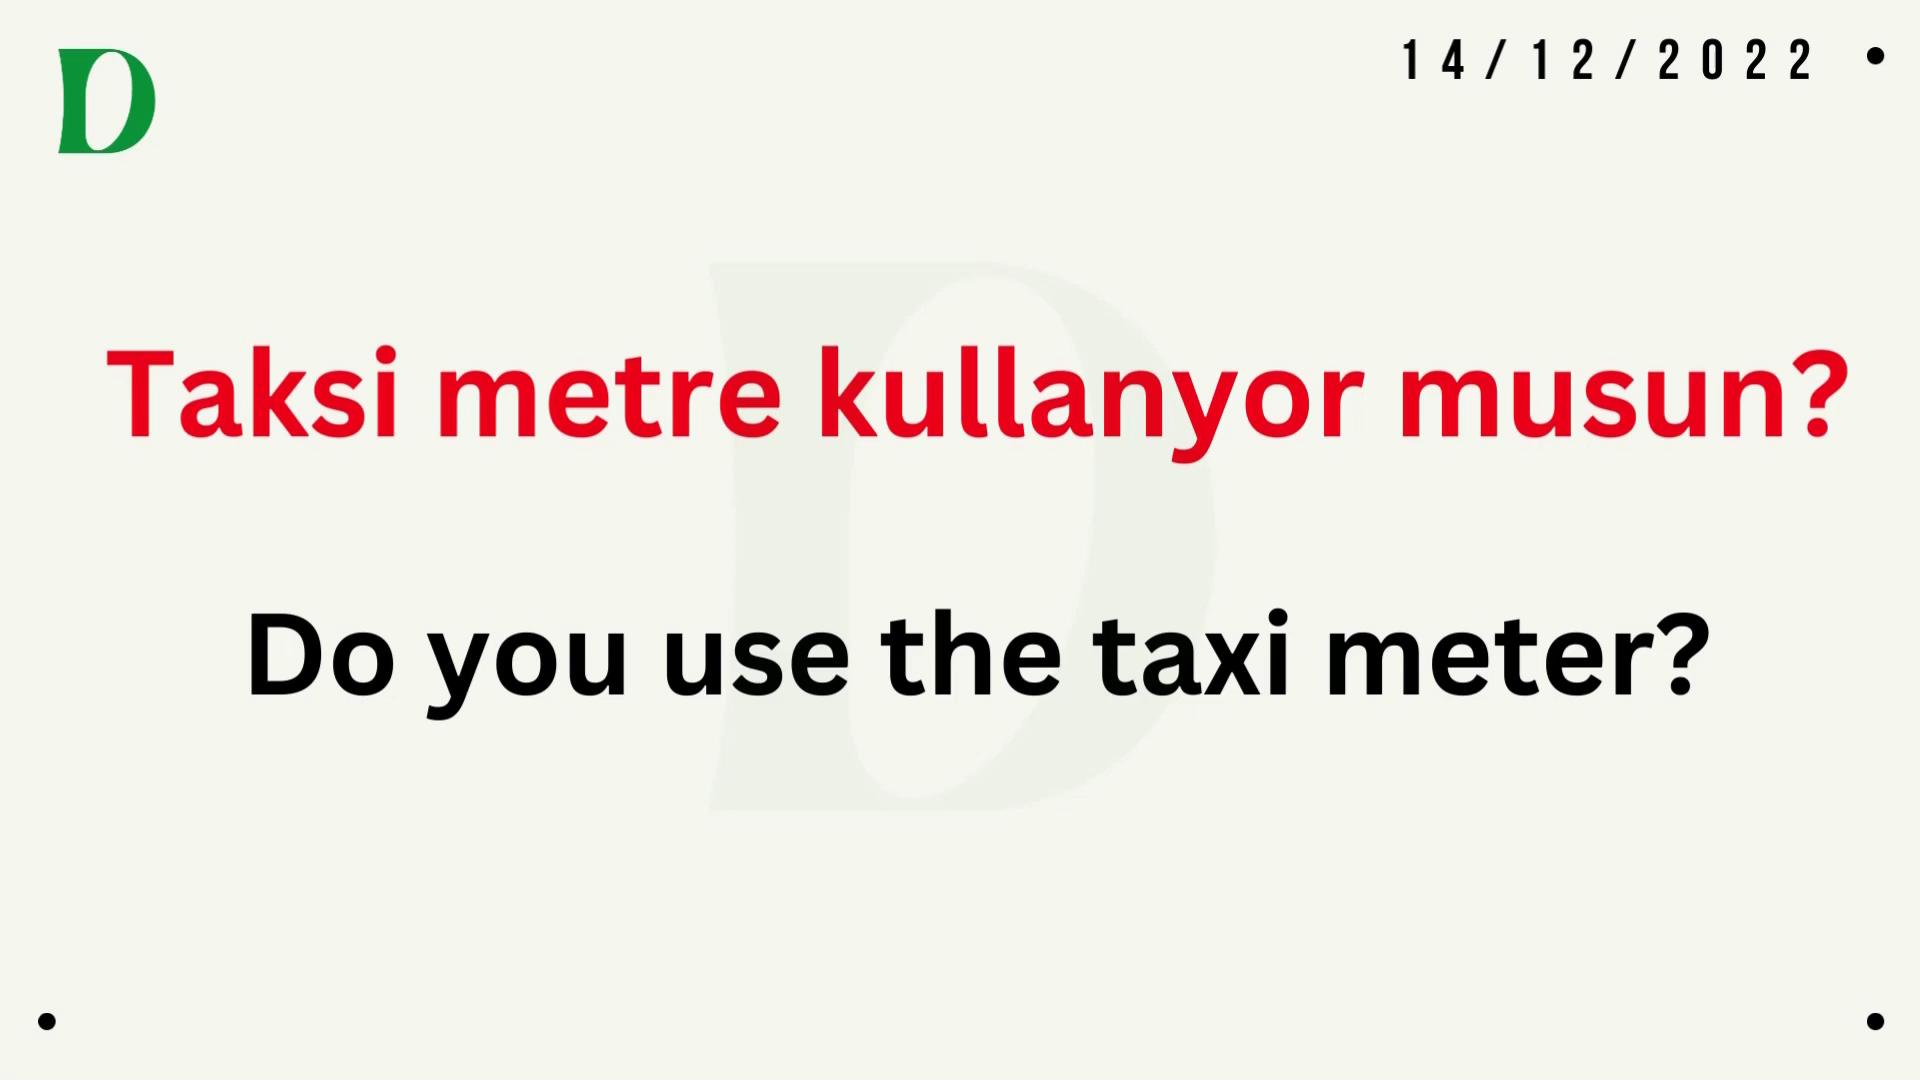 D
14/12/2022
Taksi metre kullanyor musun?
Do you use the taxi meter?